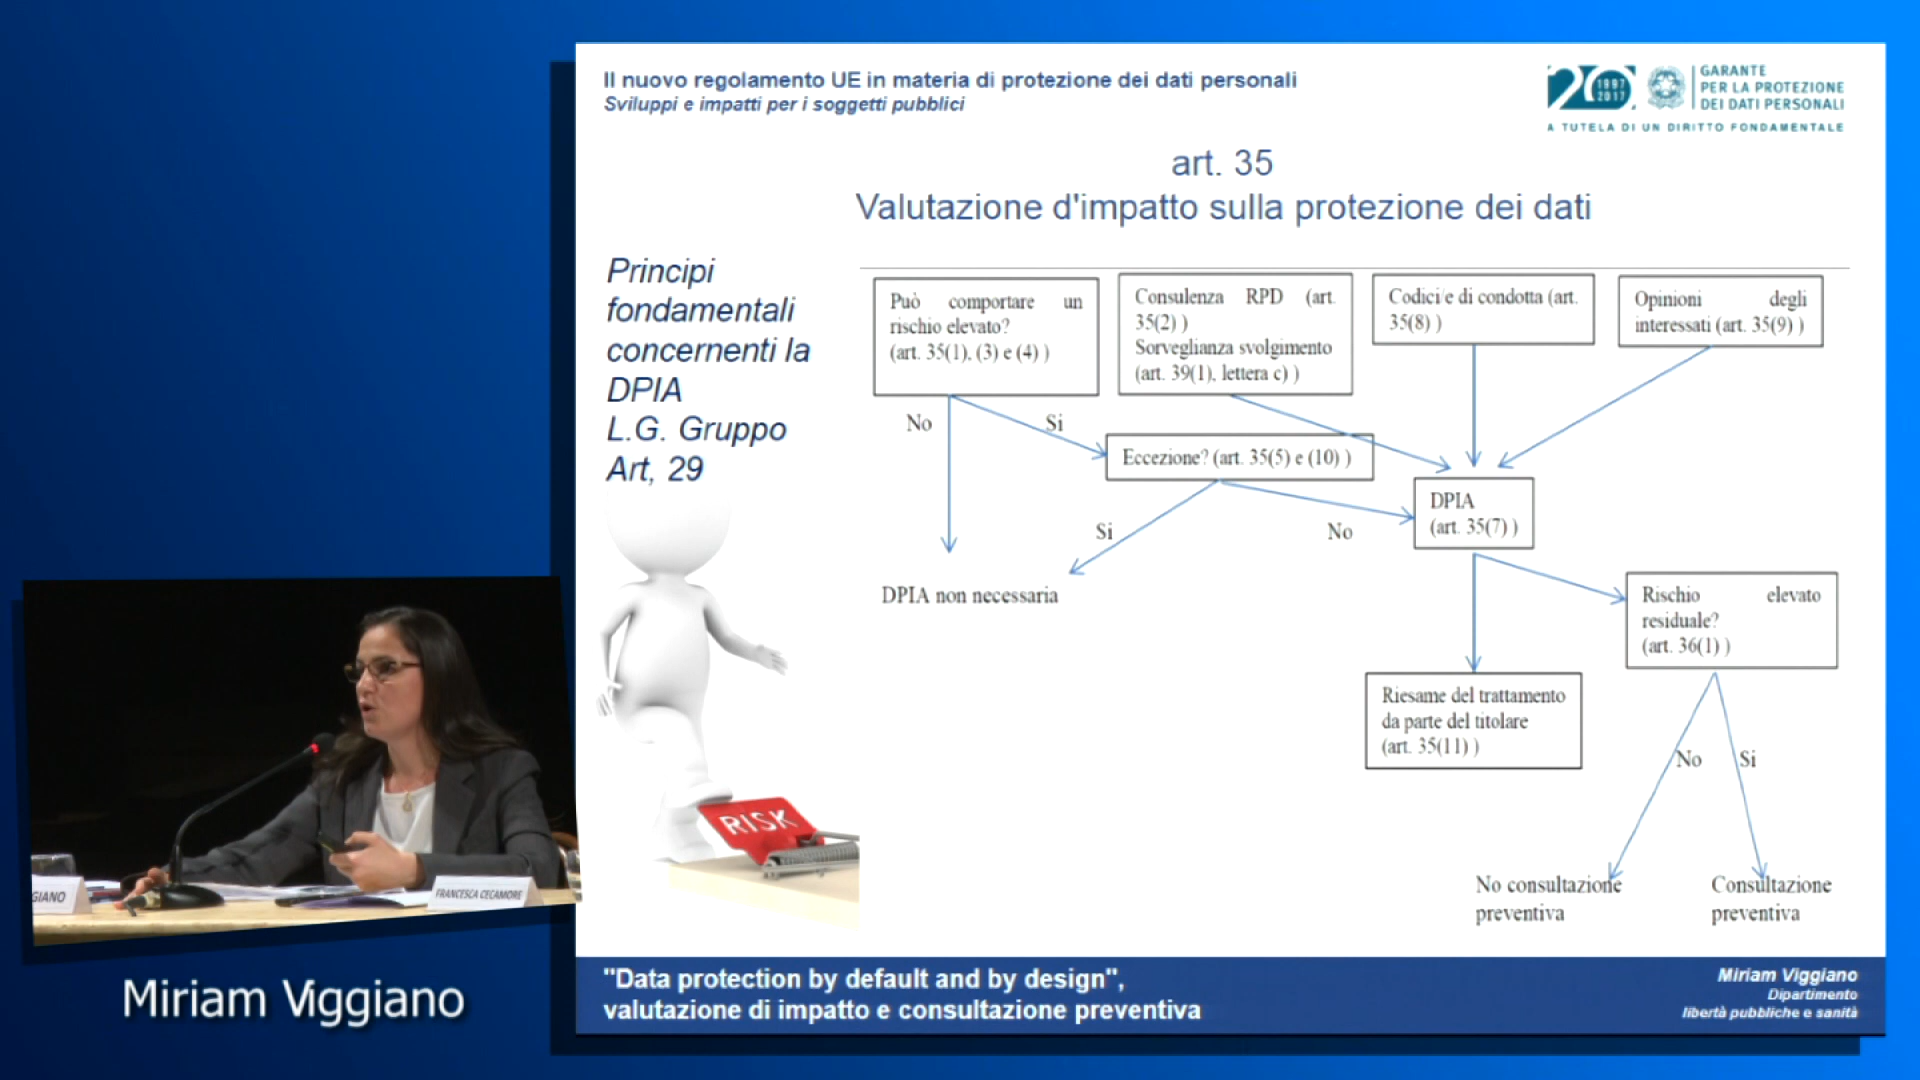 Il nuovo regolamento UE in materia di protezione dei dati personali
Sviluppi e impatti per i soggetti pubblici
20
1997
2017
GARANTE
PER LA PROTEZIONE
DEI DATI PERSONALI
A TUTELA DI UN DIRITTO FONDAMENTALE
art. 35
Valutazione d'impatto sulla protezione dei dati
Principi
fondamentali
concernenti la
DPIA
L.G. Gruppo
Art, 29
Può comportare un
rischio elevato?
(art. 35(1), (3) e (4) )
Consulenza RPD (art.
35(2) )
Sorveglianza svolgimento
(art. 39(1), lettera c) )
Codici/e di condotta (art.
35(8) )
Opinioni degli
interessati (art. 35(9) )
No
Si
Eccezione? (art. 35(5) e (10) )
DPIA
(art. 35(7) )
Si
No
DPIA non necessaria
Rischio elevato
residuale?
(art. 36(1) )
Riesame del trattamento
da parte del titolare
(art. 35(11) )
No
Si
No consultazione
preventiva
Consultazione
preventiva
RISK
GIANO
FRANCESCA CECAMORE
Miriam Viggiano
"Data protection by default and by design",
valutazione di impatto e consultazione preventiva
Miriam Viggiano
Dipartimento
libertà pubbliche e sanità